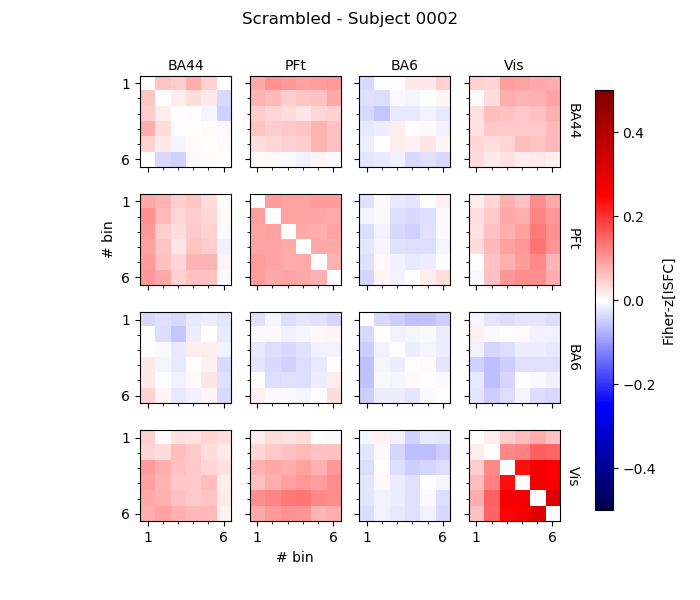 Scrambled - Subject 0002
BA44 PFt BA6 Vis
1
6
BA44
1
6
PFt
# bin
1
6
BA6
1
6
Vis
1 6 1 6 1 6 1 6
# bin
0.4
0.2
0.0
−0.2
−0.4
Fiher-z[ISFC]